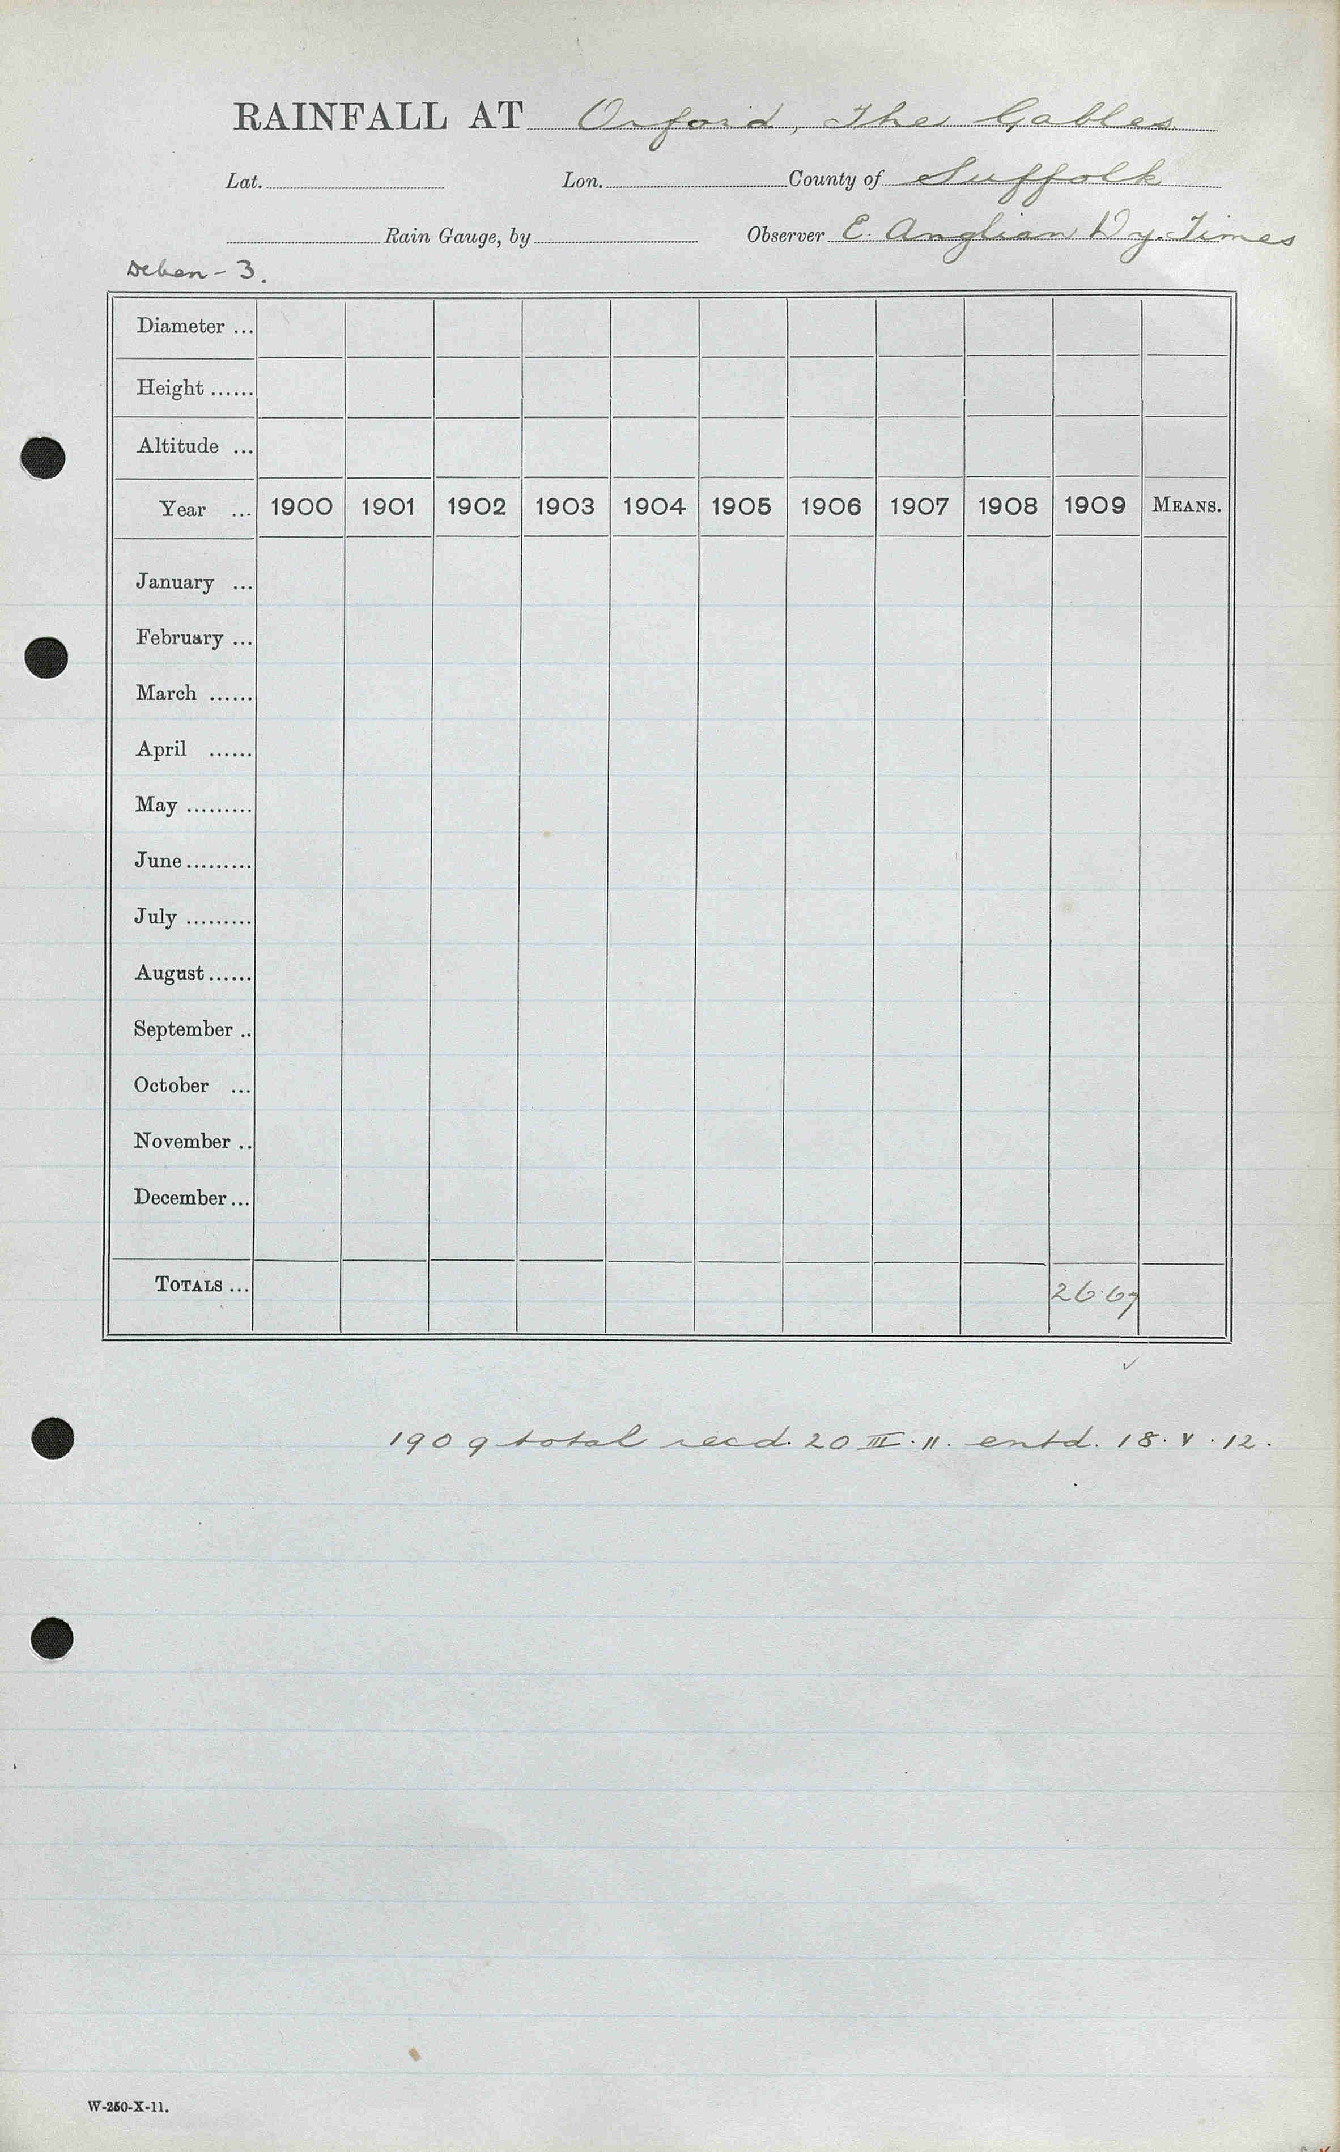 RAINFALL AT Orford, The Gables
Lat. Lon. County of Suffolk
Rain Gauge, by Observer E. Anglian Dy. Times
Deben - 3.
Diameter ...
Height ......
Altitude ...
Year ... 1900 1901 1902 1903 1904 1905 1906 1907 1908 1909 MEANS.
January ...
February ...
March ......
April ......
May .........
June .........
July .........
August ......
September ..
October ...
November ..
December ...
TOTALS ... 26.67
1909 total recd. 20 III. 11. entd. 18. V. 12.
W-250-X-11.